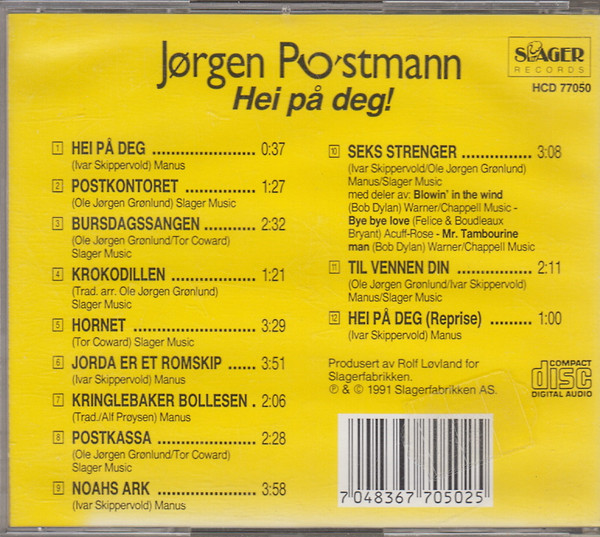 Jørgen Postmann
Hei på deg!
SLAGER
RECORDS
HCD 77050
1 HEI PÅ DEG .................... 0:37
(Ivar Skippervold) Manus
2 POSTKONTORET ............. 1:27
(Ole Jørgen Grønlund) Slager Music
3 BURSDAGSSANGEN ......... 2:32
(Ole Jørgen Grønlund/Tor Coward)
Slager Music
4 KROKODILLEN ................. 1:21
(Trad. arr. Ole Jørgen Grønlund)
Slager Music
5 HORNET ........................... 3:29
(Tor Coward) Slager Music
6 JORDA ER ET ROMSKIP ...... 3:51
(Ivar Skippervold) Manus
7 KRINGLEBAKER BOLLESEN . 2:06
(Trad./Alf Prøysen) Manus
8 POSTKASSA ..................... 2:28
(Ole Jørgen Grønlund/Tor Coward)
Slager Music
9 NOAHS ARK ..................... 3:58
(Ivar Skippervold) Manus
10 SEKS STRENGER ............... 3:08
(Ivar Skippervold/Ole Jørgen Grønlund)
Manus/Slager Music
med deler av: Blowin' in the wind
(Bob Dylan) Warner/Chappell Music -
Bye bye love (Felice & Boudleaux
Bryant) Acuff-Rose - Mr. Tambourine
man (Bob Dylan) Warner/Chappell Music
11 TIL VENNEN DIN .............. 2:11
(Ole Jørgen Grønlund/Ivar Skippervold)
Manus/Slager Music
12 HEI PÅ DEG (Reprise) ....... 1:00
(Ivar Skippervold) Manus
Produsert av Rolf Løvland for
Slagerfabrikken.
℗ & © 1991 Slagerfabrikken AS.
COMPACT
disc
DIGITAL AUDIO
7 048367 705025